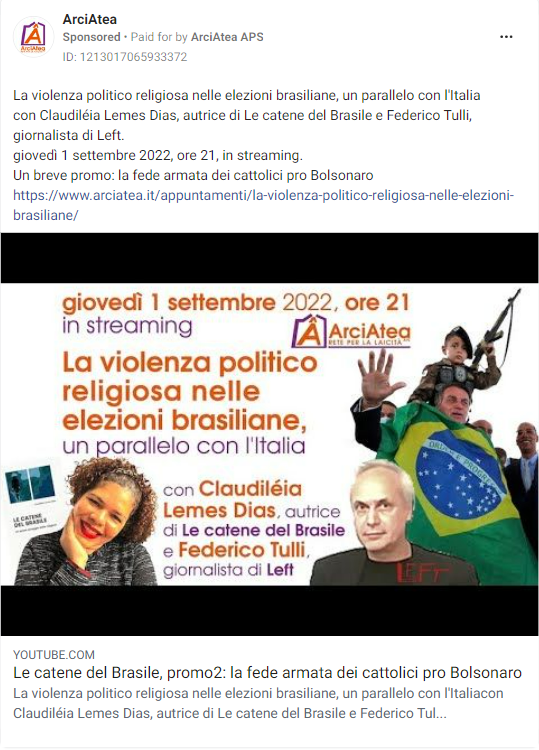 ArciAtea
Sponsored • Paid for by ArciAtea APS
ID: 1213017065933372
La violenza politico religiosa nelle elezioni brasiliane, un parallelo con l'Italia
con Claudiléia Lemes Dias, autrice di Le catene del Brasile e Federico Tulli,
giornalista di Left.
giovedì 1 settembre 2022, ore 21, in streaming.
Un breve promo: la fede armata dei cattolici pro Bolsonaro
https://www.arciatea.it/appuntamenti/la-violenza-politico-religiosa-nelle-elezioni-
brasiliane/
giovedì 1 settembre 2022, ore 21
in streaming
ArciAtea
RETE PER LA LAICITÀ APS
La violenza politico
religiosa nelle
elezioni brasiliane,
un parallelo con l'Italia
LE CATENE
DEL BRASILE
con Claudiléia
Lemes Dias, autrice
di Le catene del Brasile
e Federico Tulli,
giornalista di Left
LEFT
ORDEM E PROGRESSO
YOUTUBE.COM
Le catene del Brasile, promo2: la fede armata dei cattolici pro Bolsonaro
La violenza politico religiosa nelle elezioni brasiliane, un parallelo con l'Italiacon
Claudiléia Lemes Dias, autrice di Le catene del Brasile e Federico Tul...